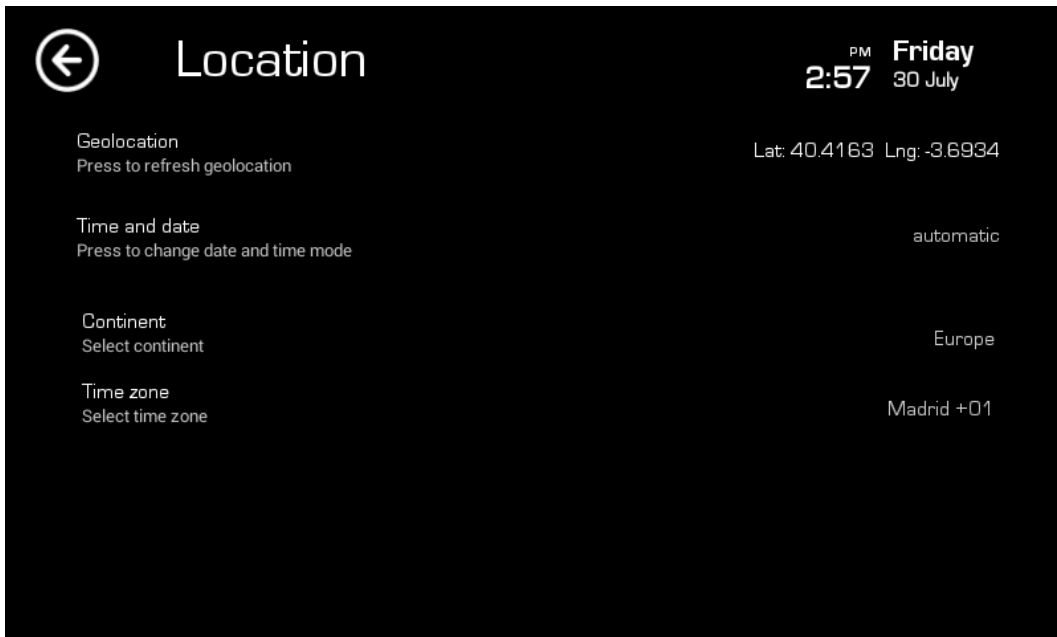 Location
PM
2:57
Friday
30 July
Geolocation
Press to refresh geolocation
Lat: 40.4163 Lng: -3.6934
Time and date
Press to change date and time mode
automatic
Continent
Select continent
Europe
Time zone
Select time zone
Madrid +01